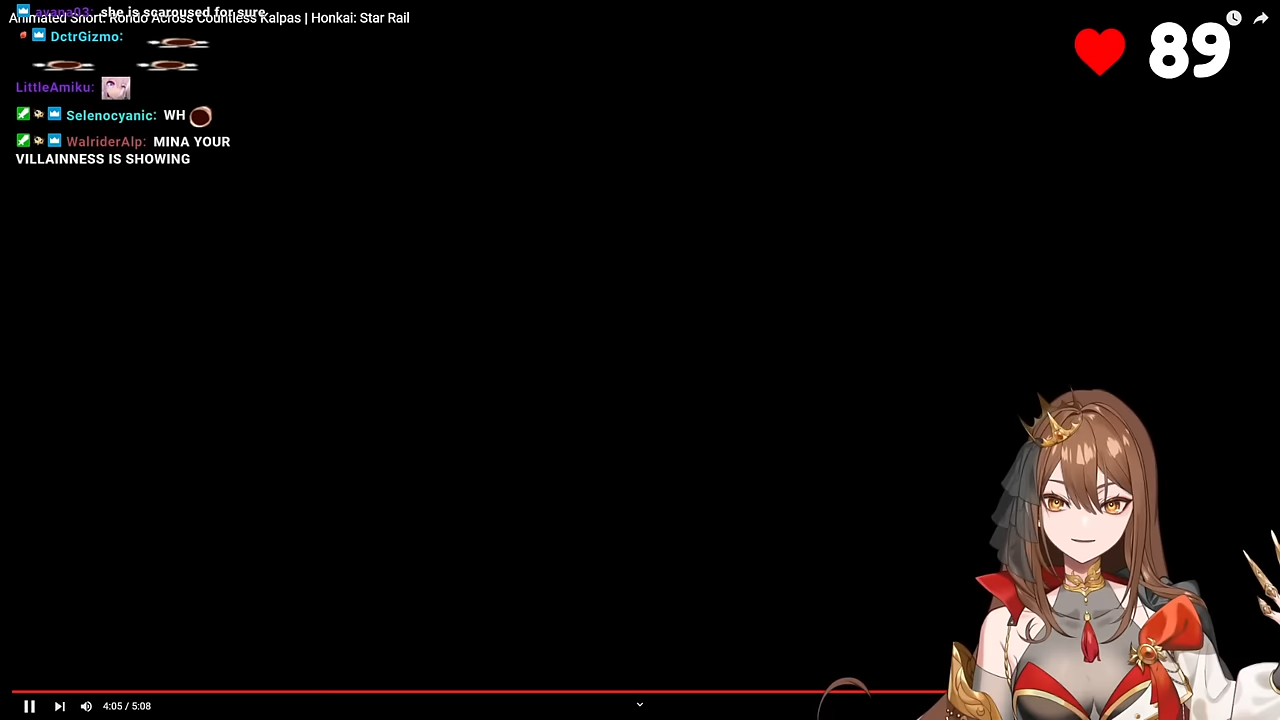 ayana03: she is scaroused for sure
Animated Short: Rondo Across Countless Kalpas | Honkai: Star Rail
89
DctrGizmo:
LittleAmiku:
Selenocyanic: WH
WalriderAlp: MINA YOUR
VILLAINNESS IS SHOWING
4:05 / 5:08